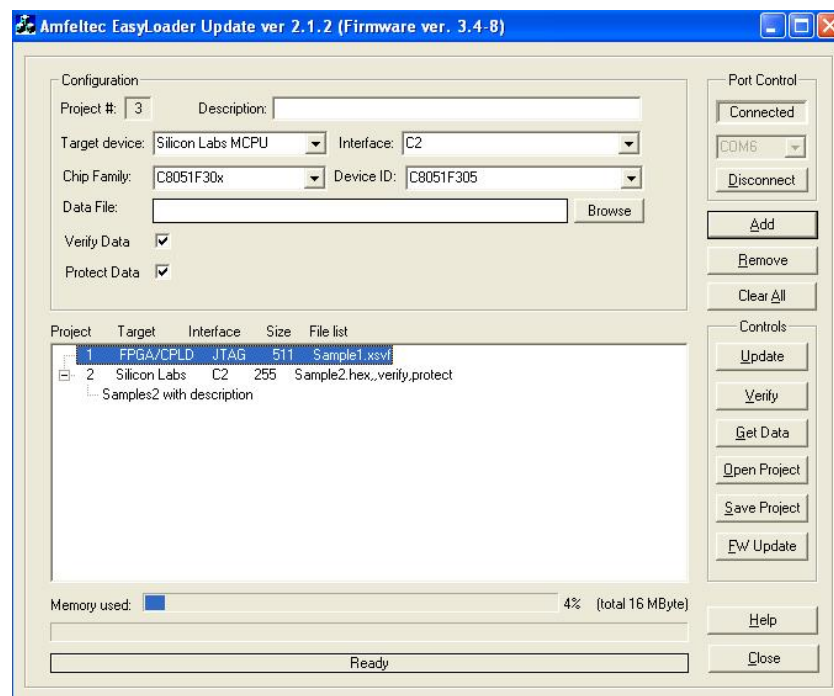 Amfeltec EasyLoader Update ver 2.1.2 (Firmware ver. 3.4-8)
Configuration
Project #: 3 Description:
Target device: Silicon Labs MCPU Interface: C2
Chip Family: C8051F30x Device ID: C8051F305
Data File: Browse
Verify Data
Protect Data
Port Control
Connected
COM6
Disconnect
Add
Remove
Clear All
Project Target Interface Size File list
1 FPGA/CPLD JTAG 511 Sample1.xsvf
2 Silicon Labs C2 255 Sample2.hex,,verify,protect
Samples2 with description
Controls
Update
Verify
Get Data
Open Project
Save Project
FW Update
Memory used: 4% (total 16 MByte)
Ready
Help
Close